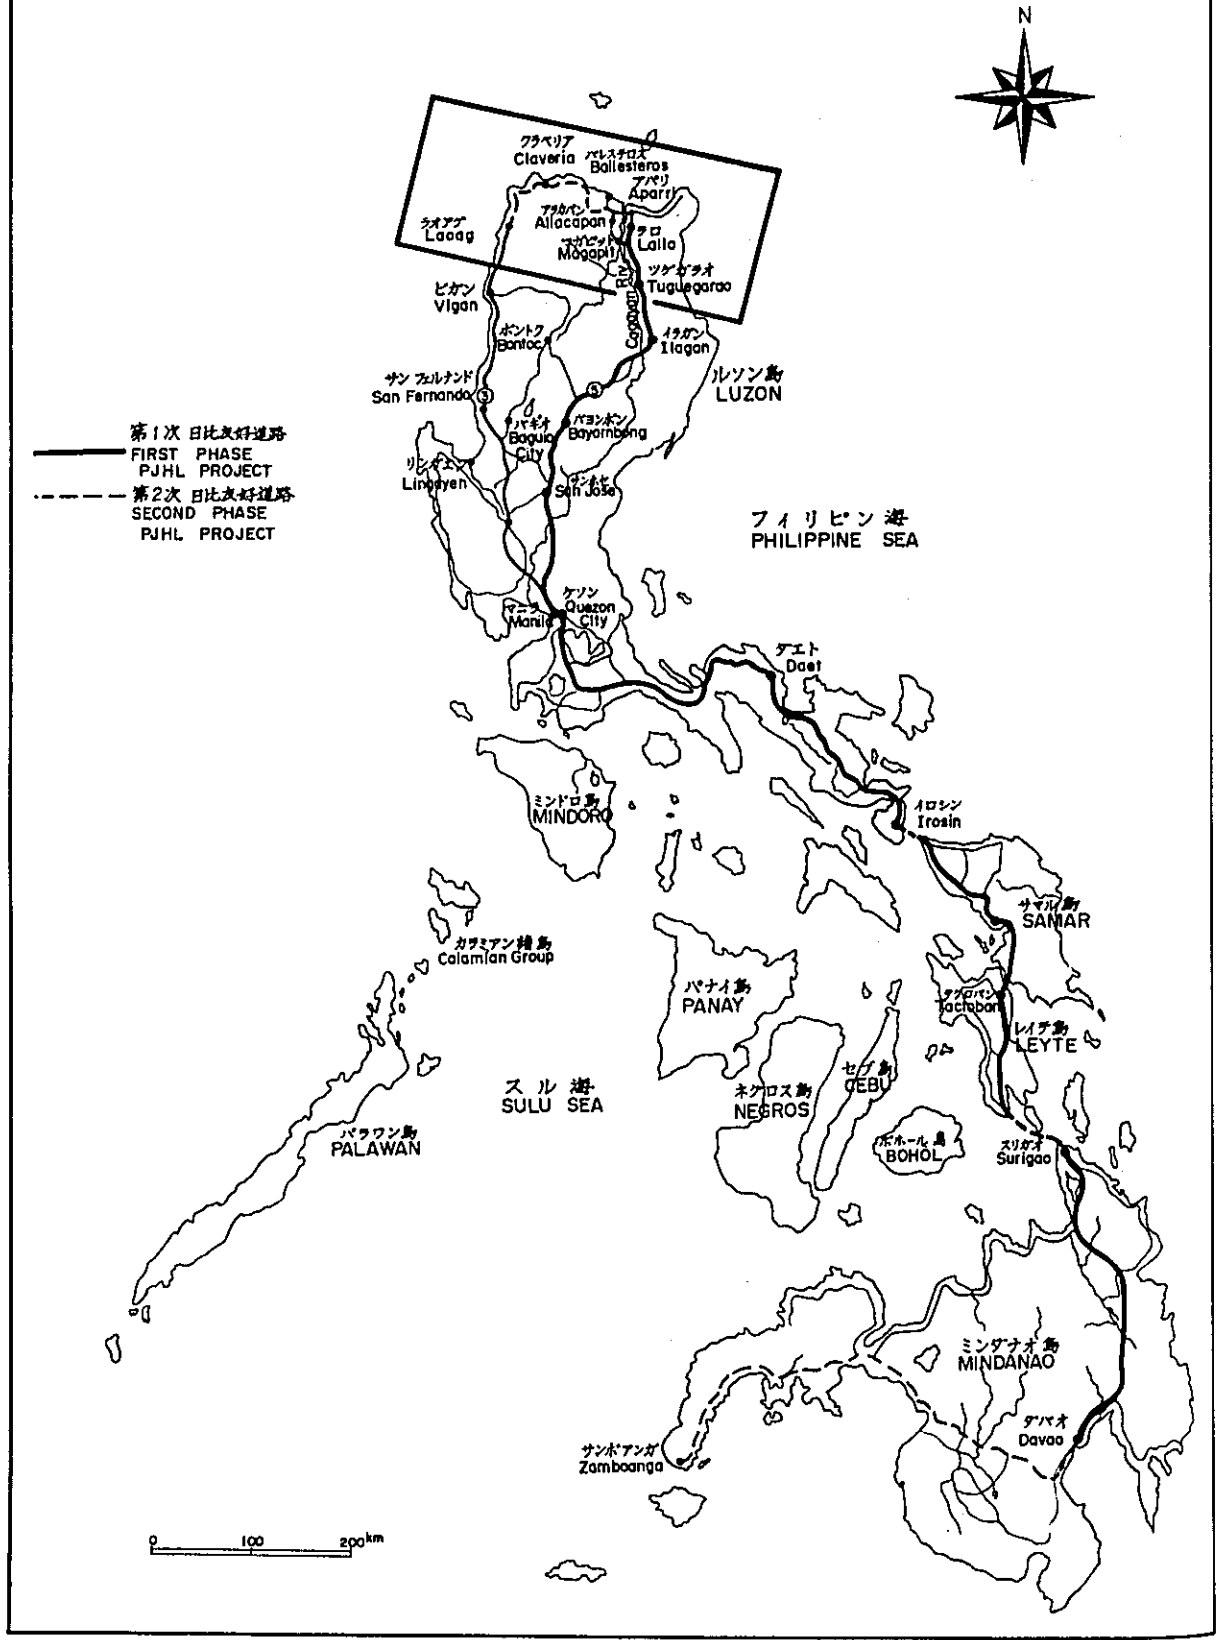 N
クラベリア
Claveria
バレステロス
Ballesteros
アパリ
Aparri
アラカパン
Allacapan
ラオアグ
Laoag
ラロ
Lallo
マガピット
Magapit
ツゲガラオ
Tuguegarao
ビガン
Vigan
Cagayan RIV
ボントク
Bontoc
イラガン
Ilagan
サン フェルナンド
San Fernando
3
5
ルソン島
LUZON
バギオ
Baguio
City
バヨンボン
Bayombong
第1次 日比友好道路
FIRST PHASE
PJHL PROJECT
第2次 日比友好道路
SECOND PHASE
PJHL PROJECT
リンガエン
Lingayen
サンホセ
San Jose
フィリピン海
PHILIPPINE SEA
マニラ
Manila
ケソン
Quezon
City
ダエト
Daet
ミンドロ島
MINDORO
イロシン
Irosin
サマル島
SAMAR
カラミアン諸島
Calamian Group
パナイ島
PANAY
タクロバン
Tacloban
レイテ島
LEYTE
スル海
SULU SEA
セブ島
CEBU
ネグロス島
NEGROS
パラワン島
PALAWAN
ボホール島
BOHOL
スリガオ
Surigao
ミンダナオ島
MINDANAO
ダバオ
Davao
サンボアンガ
Zamboanga
0 100 200km